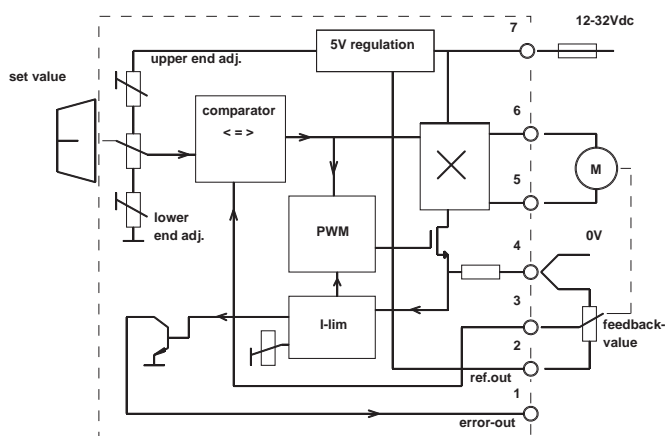 7
12-32Vdc
5V regulation
upper end adj.
set value
comparator
< = >
6
M
5
lower
end adj.
PWM
4
0V
3
I-lim
feedback-
value
2
ref.out
1
error-out